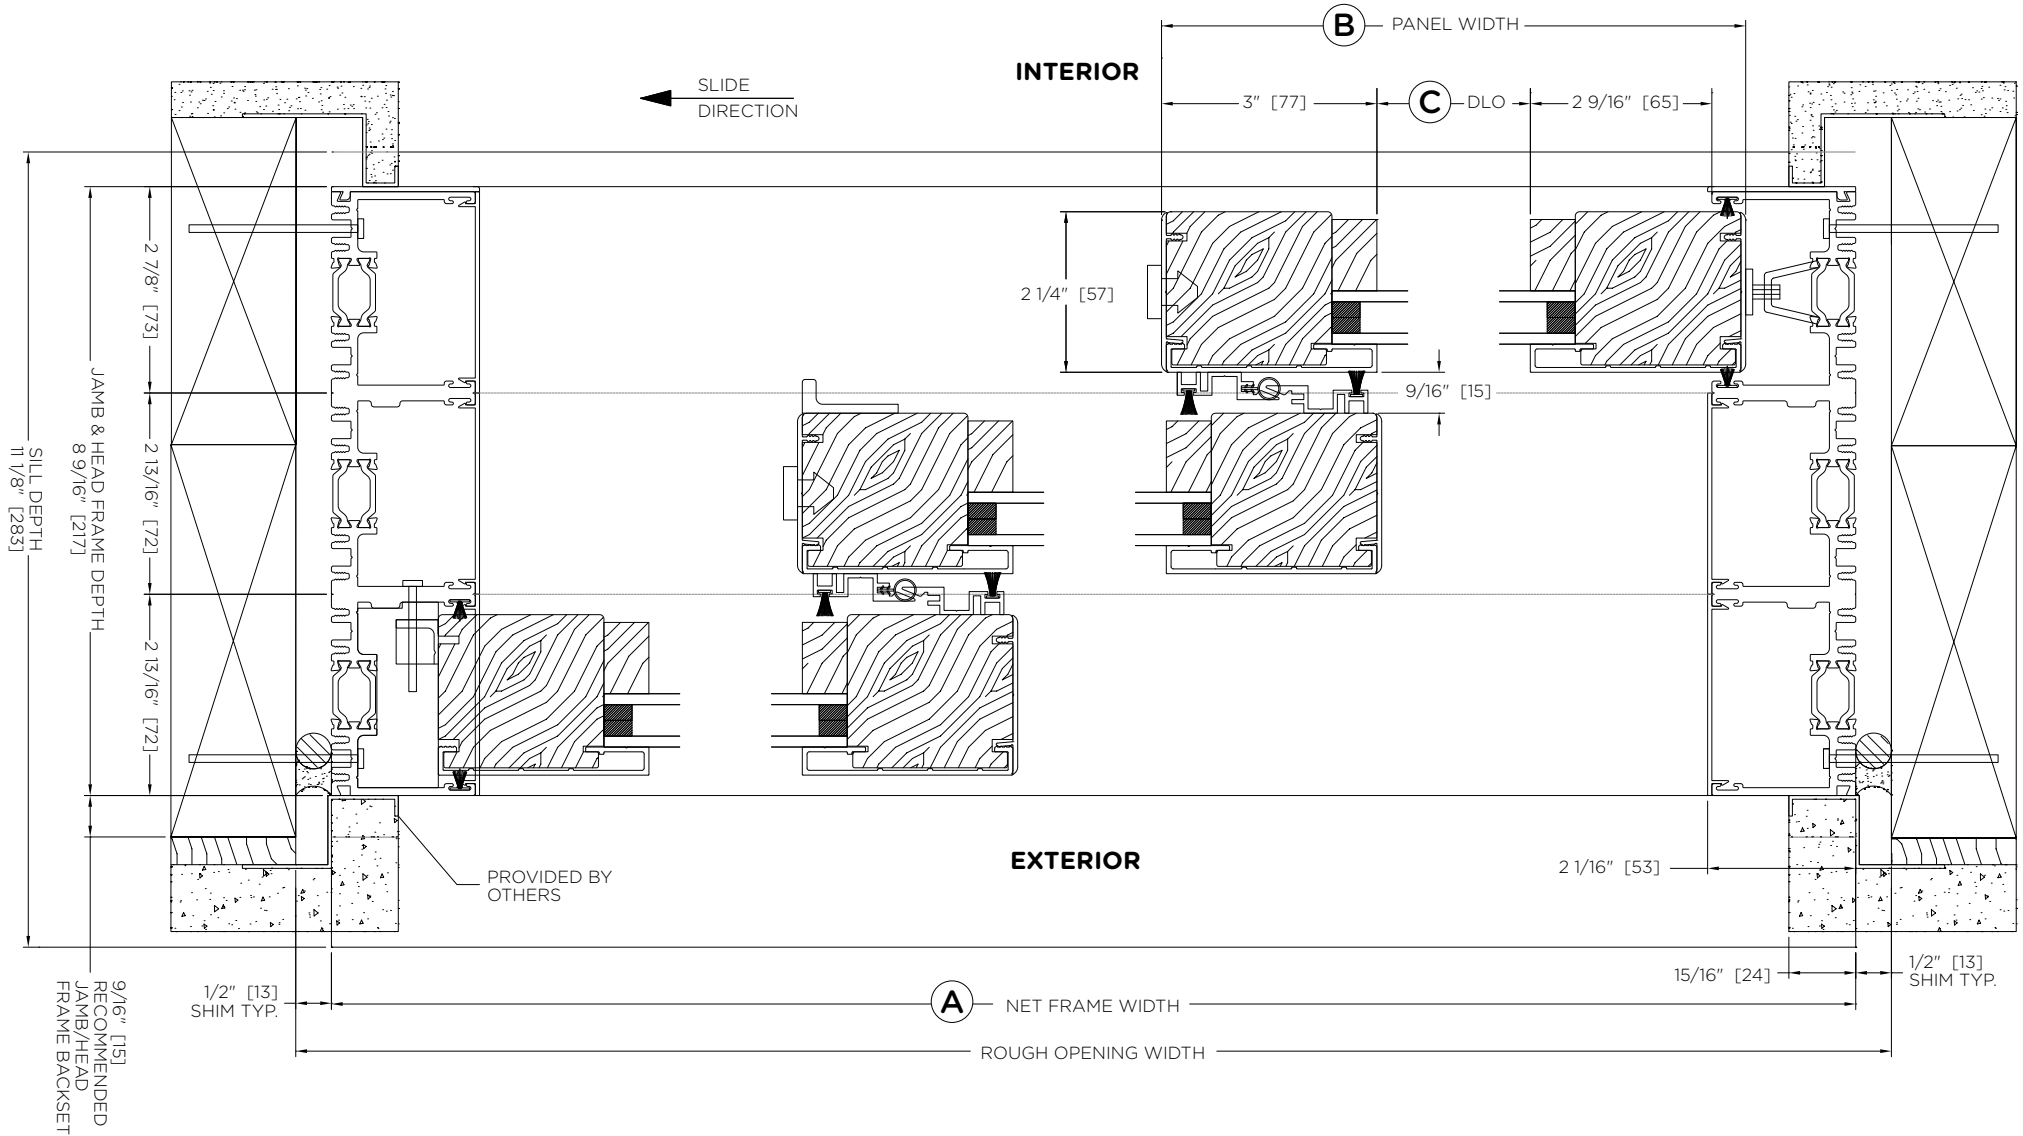 B PANEL WIDTH
INTERIOR
SLIDE
DIRECTION
3" [77]
C DLO
2 9/16" [65]
2 1/4" [57]
9/16" [15]
2 7/8" [73]
2 13/16" [72]
2 13/16" [72]
JAMB & HEAD FRAME DEPTH
8 9/16" [217]
SILL DEPTH
11 1/8" [283]
PROVIDED BY
OTHERS
EXTERIOR
2 1/16" [53]
15/16" [24]
1/2" [13]
SHIM TYP.
1/2" [13]
SHIM TYP.
A NET FRAME WIDTH
ROUGH OPENING WIDTH
9/16" [15]
RECOMMENDED
JAMB/HEAD
FRAME BACKSET